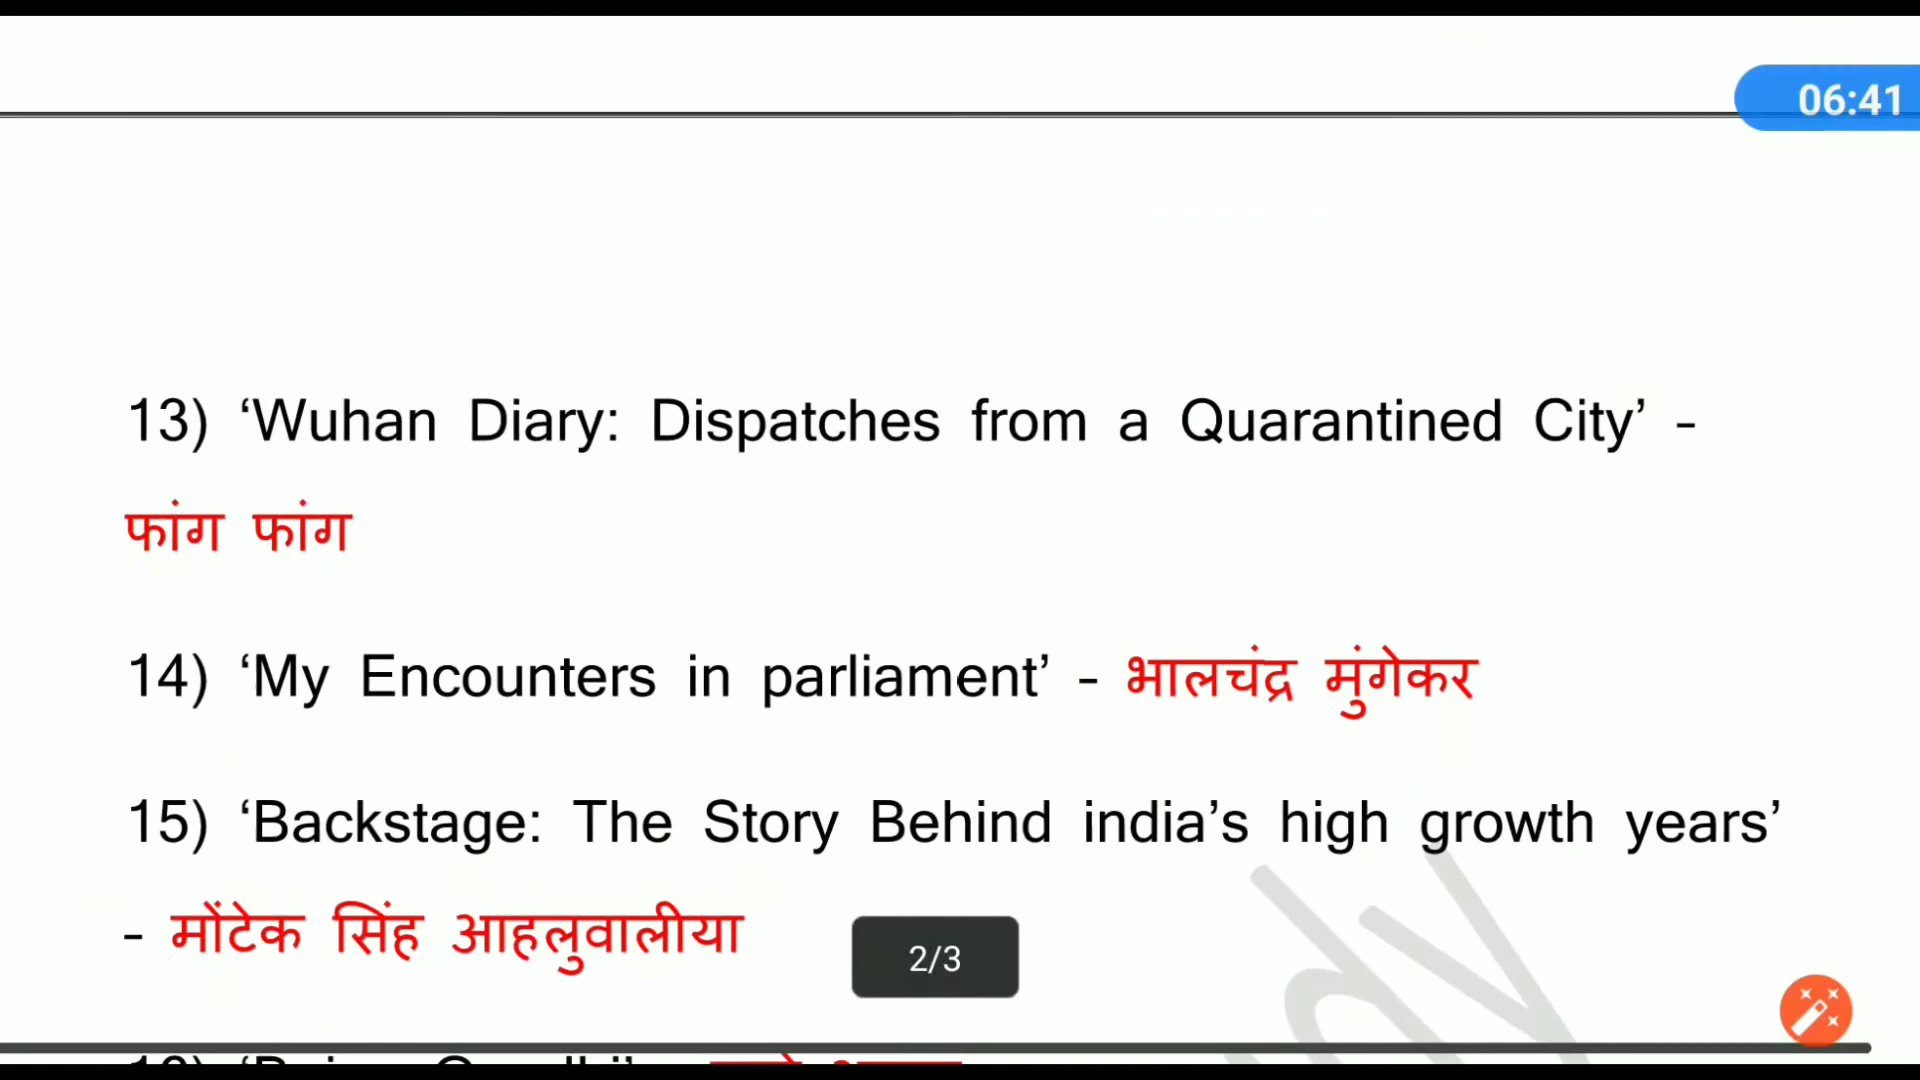 06:41
13) ‘Wuhan Diary: Dispatches from a Quarantined City’ -
फांग फांग
14) ‘My Encounters in parliament’ - भालचंद्र मुंगेकर
15) ‘Backstage: The Story Behind india’s high growth years’
- मोंटेक सिंह आहलुवालीया
2/3